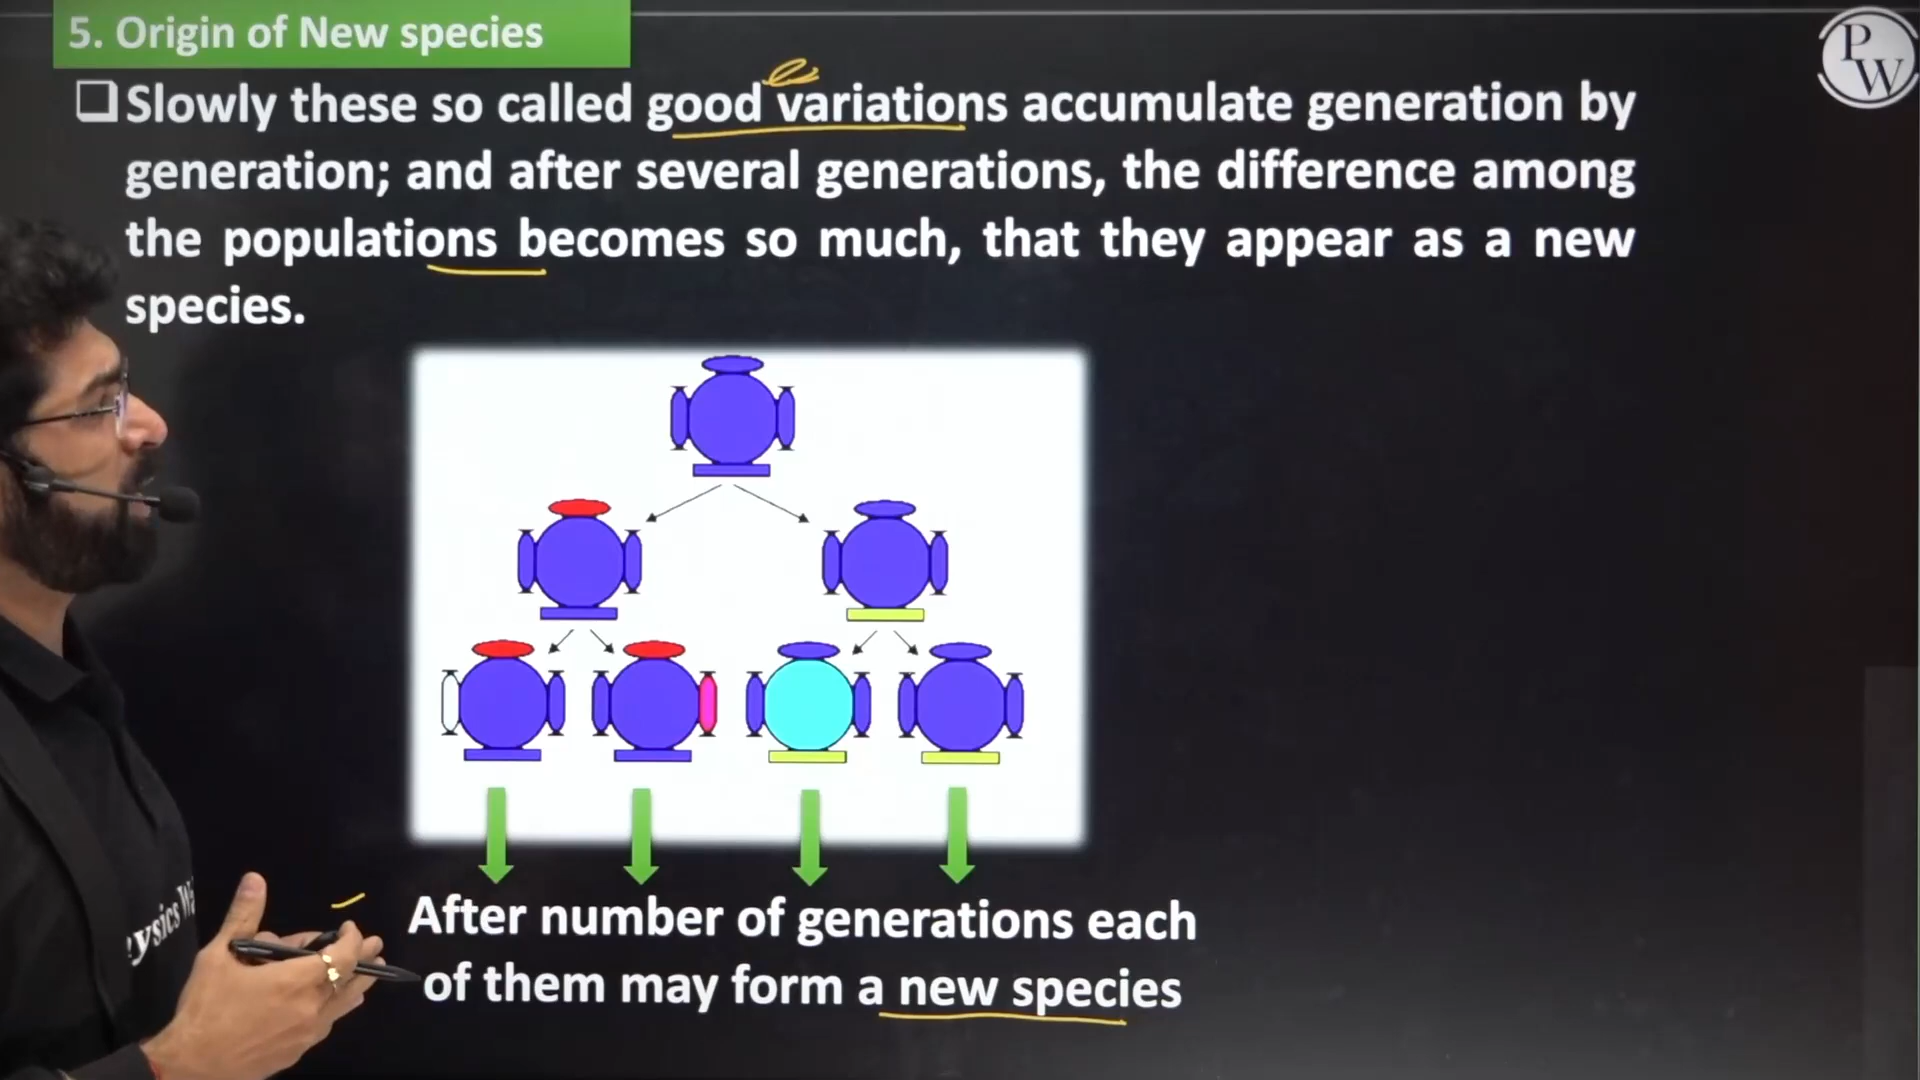 5. Origin of New species
PW
Slowly these so called good variations accumulate generation by
generation; and after several generations, the difference among
the populations becomes so much, that they appear as a new
species.
After number of generations each
of them may form a new species
ysics W